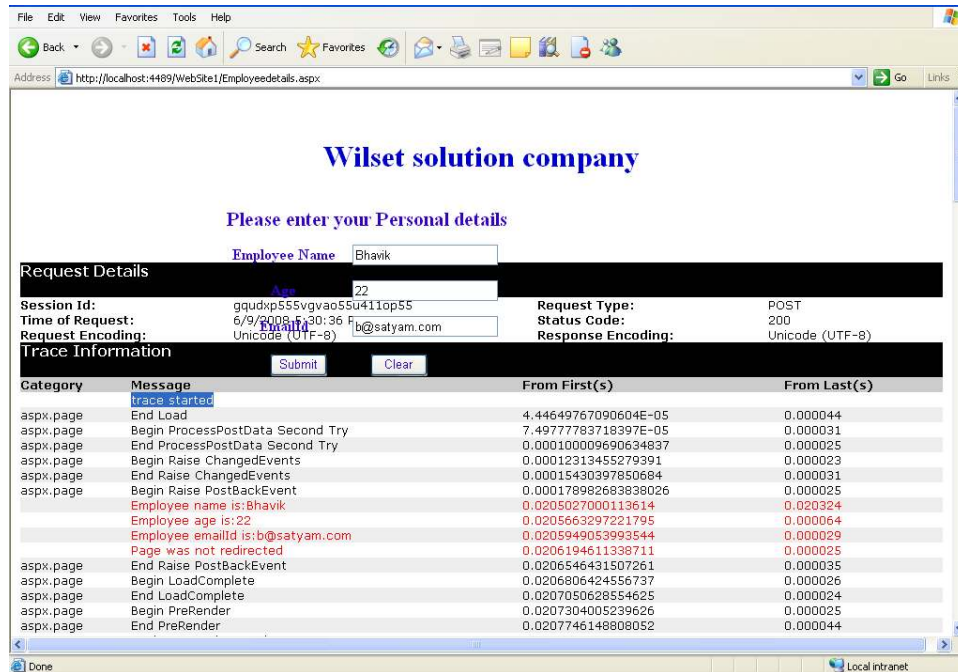 File Edit View Favorites Tools Help
Back Search Favorites
Address http://localhost:4489/WebSite1/Employeedetails.aspx Go Links
Wilset solution company
Please enter your Personal details
Employee Name Bhavik
Request Details
Age 22
Session Id: gqudxp555vgvao55u411op55 Request Type: POST
Time of Request: 6/9/2008 5:30:36 Status Code: 200
EmailId b@satyam.com
Request Encoding: Unicode (UTF-8) Response Encoding: Unicode (UTF-8)
Trace Information
Submit Clear
Category Message From First(s) From Last(s)
trace started
aspx.page End Load 4.44649767090604E-05 0.000044
aspx.page Begin ProcessPostData Second Try 7.49777783718397E-05 0.000031
aspx.page End ProcessPostData Second Try 0.000100009690634837 0.000025
aspx.page Begin Raise ChangedEvents 0.00012313455279391 0.000023
aspx.page End Raise ChangedEvents 0.00015430397850684 0.000031
aspx.page Begin Raise PostBackEvent 0.000178982683838026 0.000025
Employee name is:Bhavik 0.0205027000113614 0.020324
Employee age is:22 0.0205663297221795 0.000064
Employee emailId is:b@satyam.com 0.0205949053993544 0.000029
Page was not redirected 0.0206194611338711 0.000025
aspx.page End Raise PostBackEvent 0.0206546431507261 0.000035
aspx.page Begin LoadComplete 0.0206806424556737 0.000026
aspx.page End LoadComplete 0.0207050628554625 0.000024
aspx.page Begin PreRender 0.0207304005239626 0.000025
aspx.page End PreRender 0.0207746148808052 0.000044
Done Local intranet